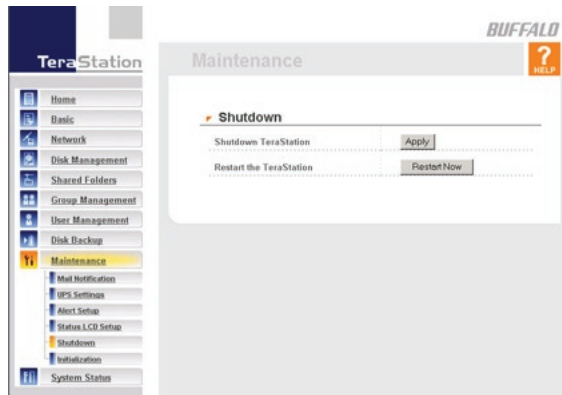 BUFFALO
TeraStation
Maintenance
?
HELP
Home
Basic
Network
Disk Management
Shared Folders
Group Management
User Management
Disk Backup
Maintenance
Mail Notification
UPS Settings
Alert Setup
Status LCD Setup
Shutdown
Initialization
System Status
Shutdown
Shutdown TeraStation Apply
Restart the TeraStation Restart Now